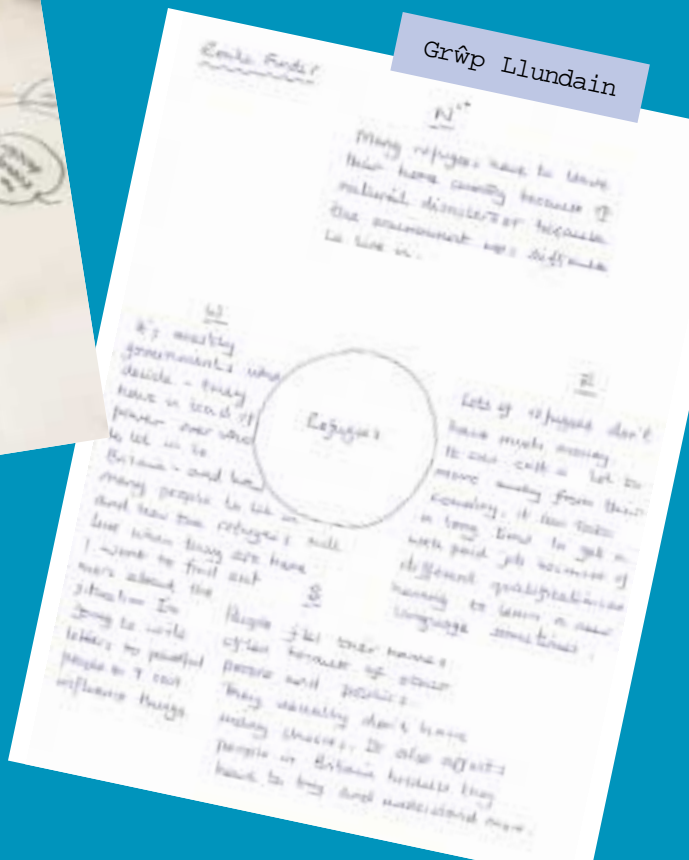 Grŵp Llundain
N
Many refugees have to leave
their home country because of
natural disasters or because
the environment was difficult
to live in.
W
It's mostly
governments who
decide - they
have a load of
power over who
to let in to
Britain - and how
many people to let in
and how the refugees will
live when they are here
I want to find out
more about the
situation I'm
going to write
letters to powerful
people so I can
influence things
Refugees
E
Lots of refugees don't
have much money.
It can cost a lot to
move away from their
country, it can take
a long time to get a
well paid job because of
different qualifications
having to learn a new
language sometimes.
S
People flee their homes
often because of other
people and politics.
They usually don't have
many choices. It also affects
people in Britain because they
have to try and understand more.